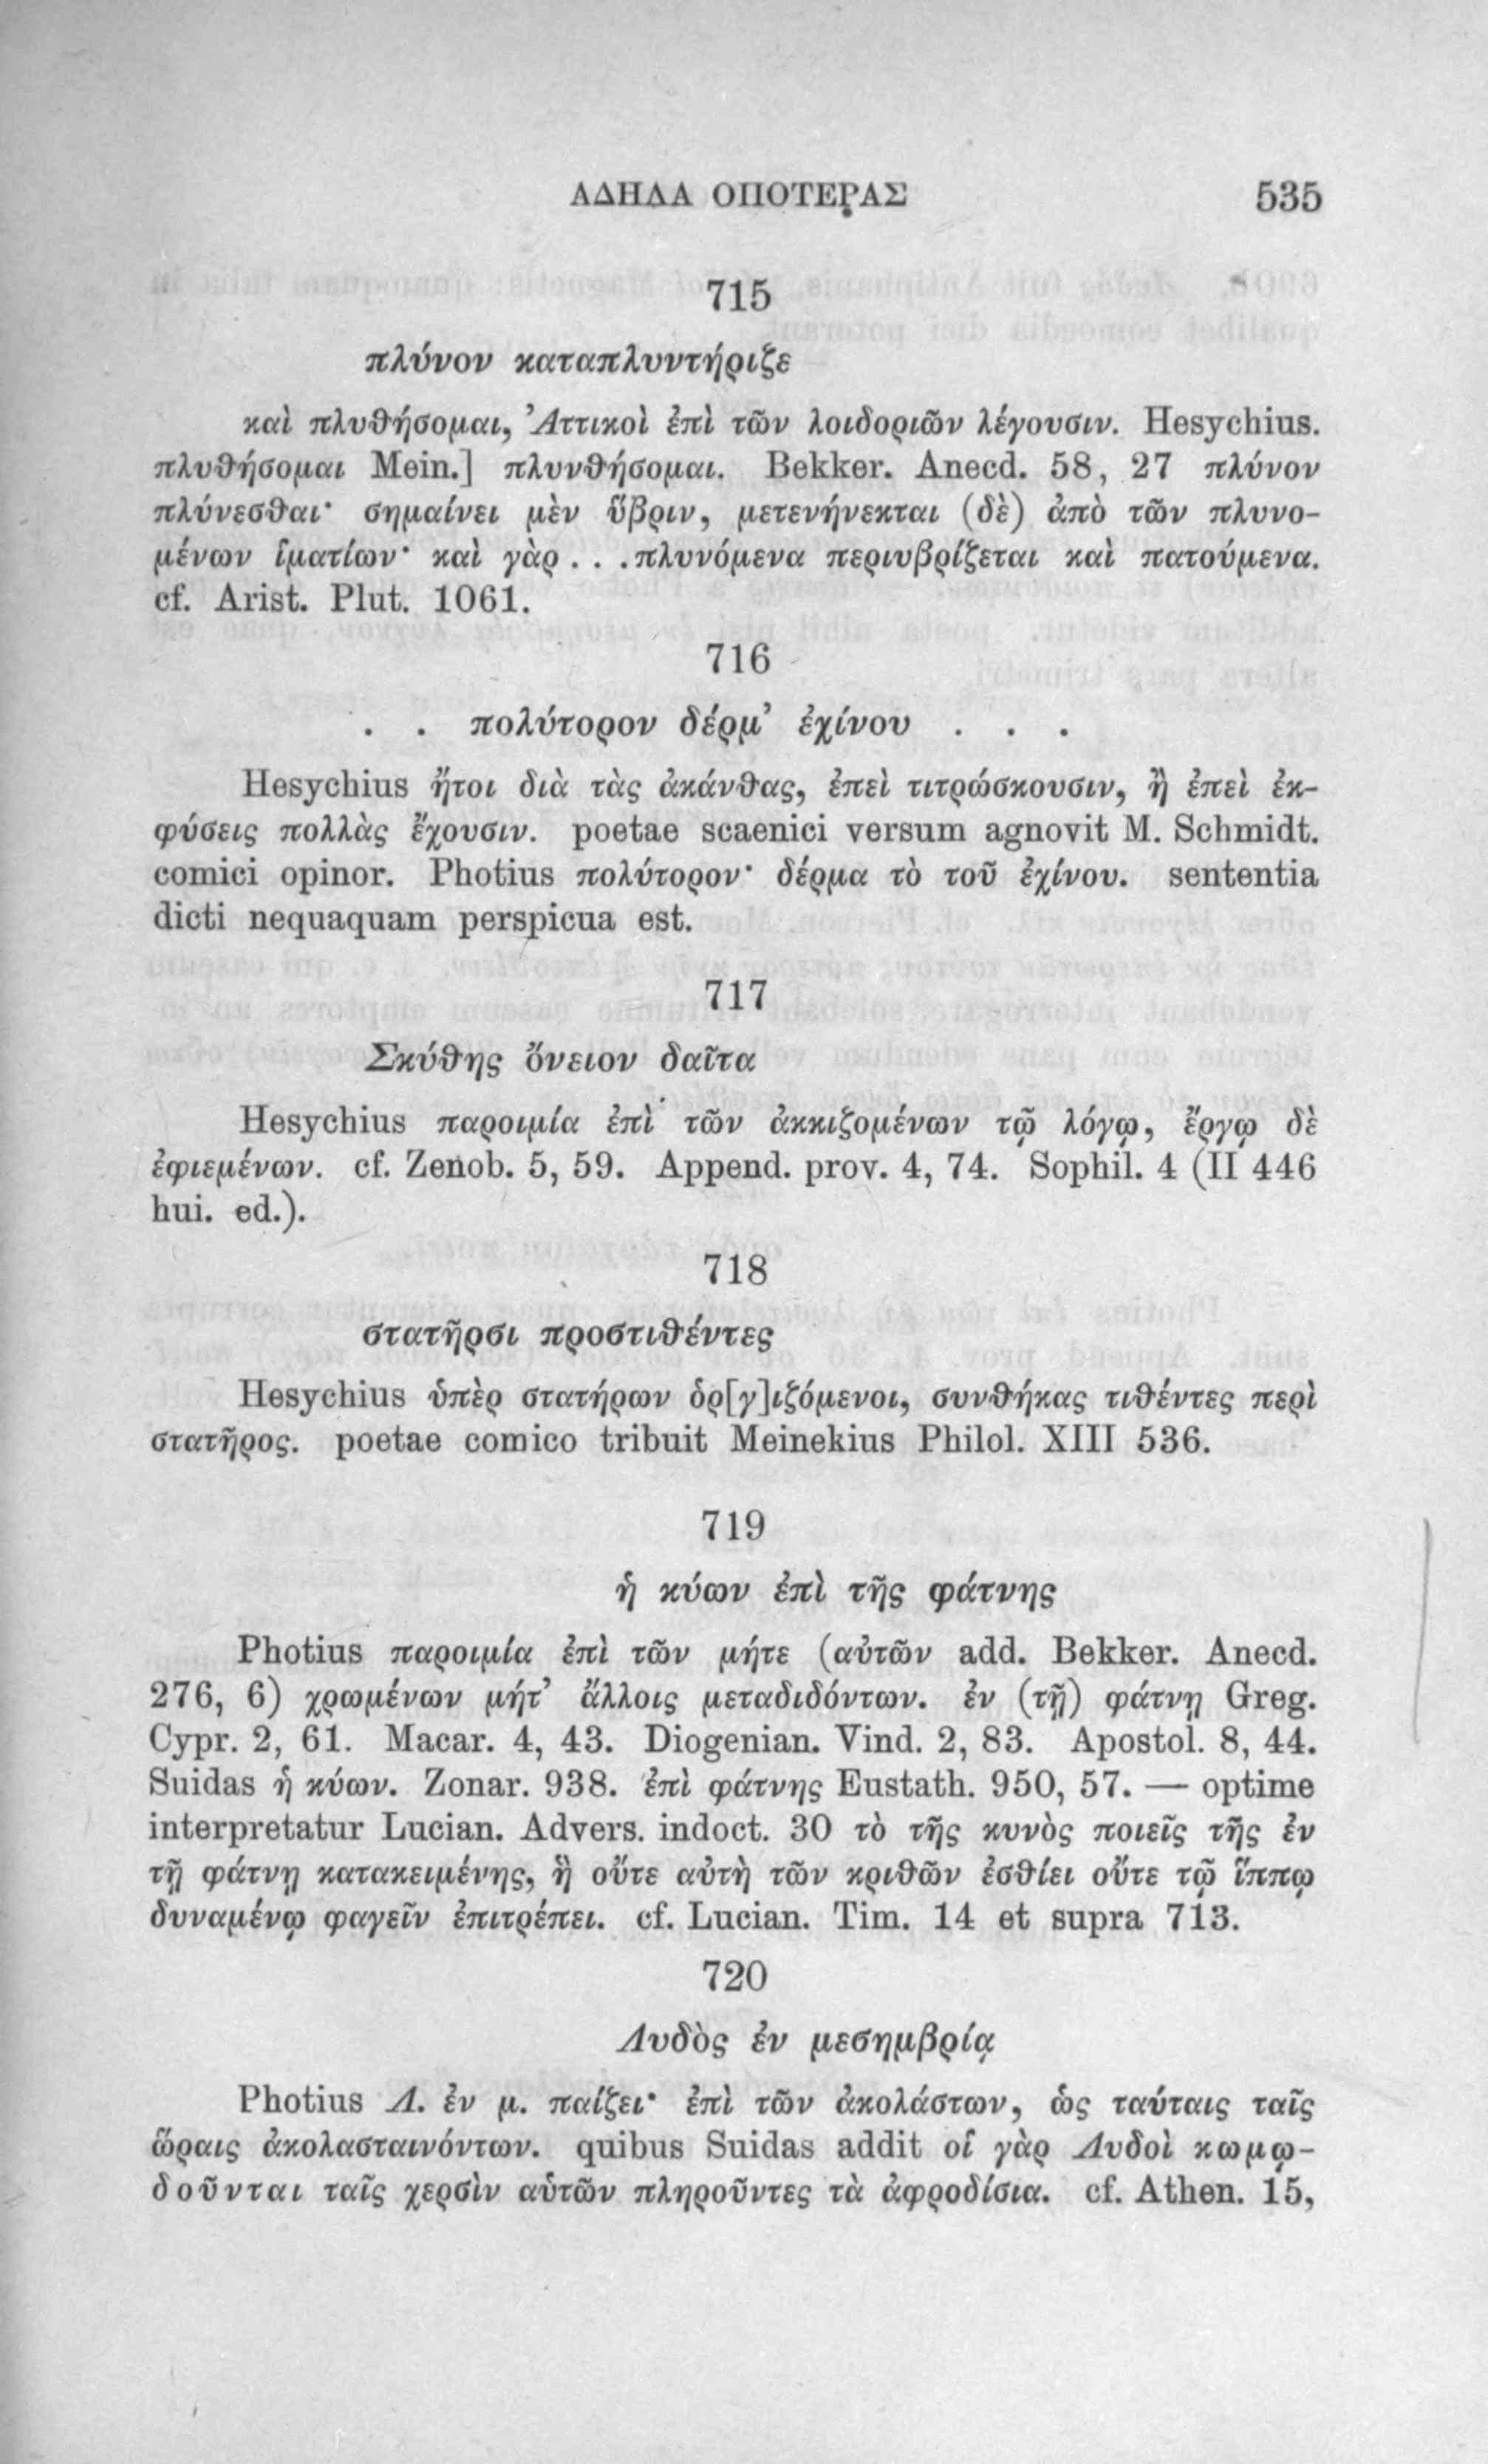 ΑΔΗΔΑ ΟΠΟΤΕΡΑΣ 535
715
πλύνον καταπλυντήριζε
καὶ πλυθήσομαι, Ἀττικοὶ ἐπὶ τῶν λοιδοριῶν λέγουσιν. Hesychius.
πλυθήσομαι Mein.] πλυνθήσομαι. Bekker. Anecd. 58, 27 πλύνον
πλύνεσθαι· σημαίνει μὲν ὕβριν, μετενήνεκται (δὲ) ἀπὸ τῶν πλυνο-
μένων ἱματίων· καὶ γὰρ . . .πλυνόμενα περιυβρίζεται καὶ πατούμενα.
cf. Arist. Plut. 1061.
716
. . πολύτορον δέρμ’ ἐχίνου . . .
Hesychius ἤτοι διὰ τὰς ἀκάνθας, ἐπεὶ τιτρώσκουσιν, ἢ ἐπεὶ ἐκ-
φύσεις πολλὰς ἔχουσιν. poetae scaenici versum agnovit M. Schmidt.
comici opinor. Photius πολύτορον· δέρμα τὸ τοῦ ἐχίνου. sententia
dicti nequaquam perspicua est.
717
Σκύθης ὄνειον δαῖτα
Hesychius παροιμία ἐπὶ τῶν ἀκκιζομένων τῷ λόγῳ, ἔργῳ δὲ
ἐφιεμένων. cf. Zenob. 5, 59. Append. prov. 4, 74. Sophil. 4 (II 446
hui. ed.).
718
στατῆρσι προστιθέντες
Hesychius ὑπὲρ στατήρων ὁρ[γ]ιζόμενοι, συνθήκας τιθέντες περὶ
στατῆρος. poetae comico tribuit Meinekius Philol. XIII 536.
719
ἡ κύων ἐπὶ τῆς φάτνης
Photius παροιμία ἐπὶ τῶν μήτε (αὐτῶν add. Bekker. Anecd.
276, 6) χρωμένων μήτ’ ἄλλοις μεταδιδόντων. ἐν (τῇ) φάτνῃ Greg.
Cypr. 2, 61. Macar. 4, 43. Diogenian. Vind. 2, 83. Apostol. 8, 44.
Suidas ἡ κύων. Zonar. 938. ἐπὶ φάτνης Eustath. 950, 57. — optime
interpretatur Lucian. Advers. indoct. 30 τὸ τῆς κυνὸς ποιεῖς τῆς ἐν
τῇ φάτνῃ κατακειμένης, ἣ οὔτε αὐτὴ τῶν κριθῶν ἐσθίει οὔτε τῷ ἵππῳ
δυναμένῳ φαγεῖν ἐπιτρέπει. cf. Lucian. Tim. 14 et supra 713.
720
Λυδὸς ἐν μεσημβρίᾳ
Photius Λ. ἐν μ. παίζει· ἐπὶ τῶν ἀκολάστων, ὡς ταύταις ταῖς
ὥραις ἀκολασταινόντων. quibus Suidas addit οἱ γὰρ Λυδοὶ κωμῳ-
δοῦνται ταῖς χερσὶν αὑτῶν πληροῦντες τὰ ἀφροδίσια. cf. Athen. 15,